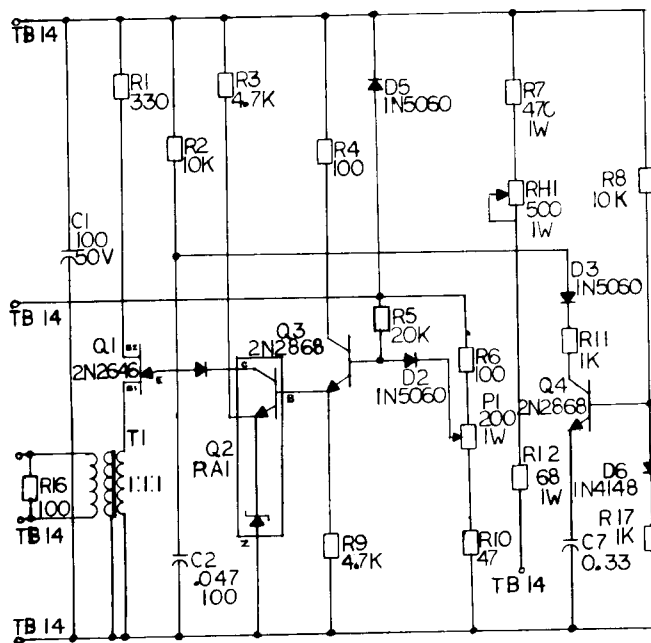 TB 14
R1
330
R3
4.7K
D5
1N5060
R7
470
1W
R2
10K
R4
100
R8
10K
RH1
500
1W
C1
100
50V
D3
1N5060
TB 14
R5
20K
R11
1K
Q1
2N2646
B2
B1
E
Q3
2N2868
C
B
R6
100
D2
1N5060
P1
200
1W
Q4
2N2868
T1
1:1:1
Q2
RA1
Z
R16
100
R12
68
1W
D6
1N4148
TB 14
C2
.047
100
R9
4.7K
R10
47
R17
1K
C7
0.33
TB 14
TB 14